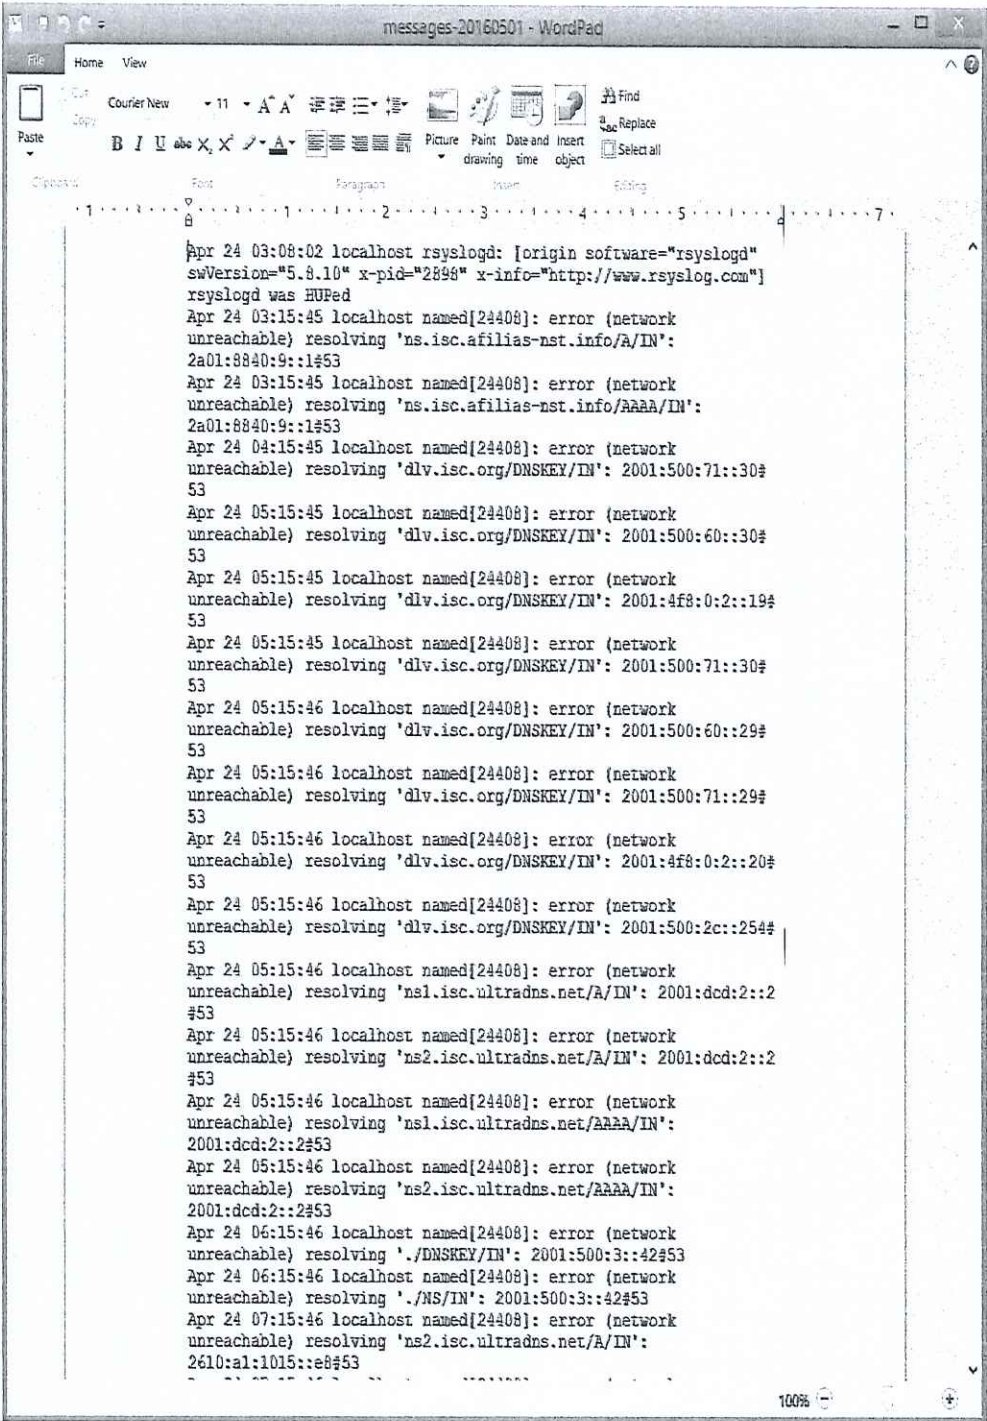 messages-20160501 - WordPad
File Home View
Cut
Copy
Paste
Courier New 11
Picture
Paint drawing
Date and time
Insert object
Find
Replace
Select all
Clipboard Font Paragraph Insert Editing
1 1 2 3 4 5 7
Apr 24 03:08:02 localhost rsyslogd: [origin software="rsyslogd"
swVersion="5.8.10" x-pid="2898" x-info="http://www.rsyslog.com"]
rsyslogd was HUPed
Apr 24 03:15:45 localhost named[24408]: error (network
unreachable) resolving 'ns.isc.afilias-nst.info/A/IN':
2a01:8840:9::1#53
Apr 24 03:15:45 localhost named[24408]: error (network
unreachable) resolving 'ns.isc.afilias-nst.info/AAAA/IN':
2a01:8840:9::1#53
Apr 24 04:15:45 localhost named[24408]: error (network
unreachable) resolving 'dlv.isc.org/DNSKEY/IN': 2001:500:71::30#
53
Apr 24 05:15:45 localhost named[24408]: error (network
unreachable) resolving 'dlv.isc.org/DNSKEY/IN': 2001:500:60::30#
53
Apr 24 05:15:45 localhost named[24408]: error (network
unreachable) resolving 'dlv.isc.org/DNSKEY/IN': 2001:4f8:0:2::19#
53
Apr 24 05:15:45 localhost named[24408]: error (network
unreachable) resolving 'dlv.isc.org/DNSKEY/IN': 2001:500:71::30#
53
Apr 24 05:15:46 localhost named[24408]: error (network
unreachable) resolving 'dlv.isc.org/DNSKEY/IN': 2001:500:60::29#
53
Apr 24 05:15:46 localhost named[24408]: error (network
unreachable) resolving 'dlv.isc.org/DNSKEY/IN': 2001:500:71::29#
53
Apr 24 05:15:46 localhost named[24408]: error (network
unreachable) resolving 'dlv.isc.org/DNSKEY/IN': 2001:4f8:0:2::20#
53
Apr 24 05:15:46 localhost named[24408]: error (network
unreachable) resolving 'dlv.isc.org/DNSKEY/IN': 2001:500:2c::254#
53
Apr 24 05:15:46 localhost named[24408]: error (network
unreachable) resolving 'ns1.isc.ultradns.net/A/IN': 2001:dcd:2::2
#53
Apr 24 05:15:46 localhost named[24408]: error (network
unreachable) resolving 'ns2.isc.ultradns.net/A/IN': 2001:dcd:2::2
#53
Apr 24 05:15:46 localhost named[24408]: error (network
unreachable) resolving 'ns1.isc.ultradns.net/AAAA/IN':
2001:dcd:2::2#53
Apr 24 05:15:46 localhost named[24408]: error (network
unreachable) resolving 'ns2.isc.ultradns.net/AAAA/IN':
2001:dcd:2::2#53
Apr 24 06:15:46 localhost named[24408]: error (network
unreachable) resolving './DNSKEY/IN': 2001:500:3::42#53
Apr 24 06:15:46 localhost named[24408]: error (network
unreachable) resolving './NS/IN': 2001:500:3::42#53
Apr 24 07:15:46 localhost named[24408]: error (network
unreachable) resolving 'ns2.isc.ultradns.net/A/IN':
2610:a1:1015::e8#53
100%